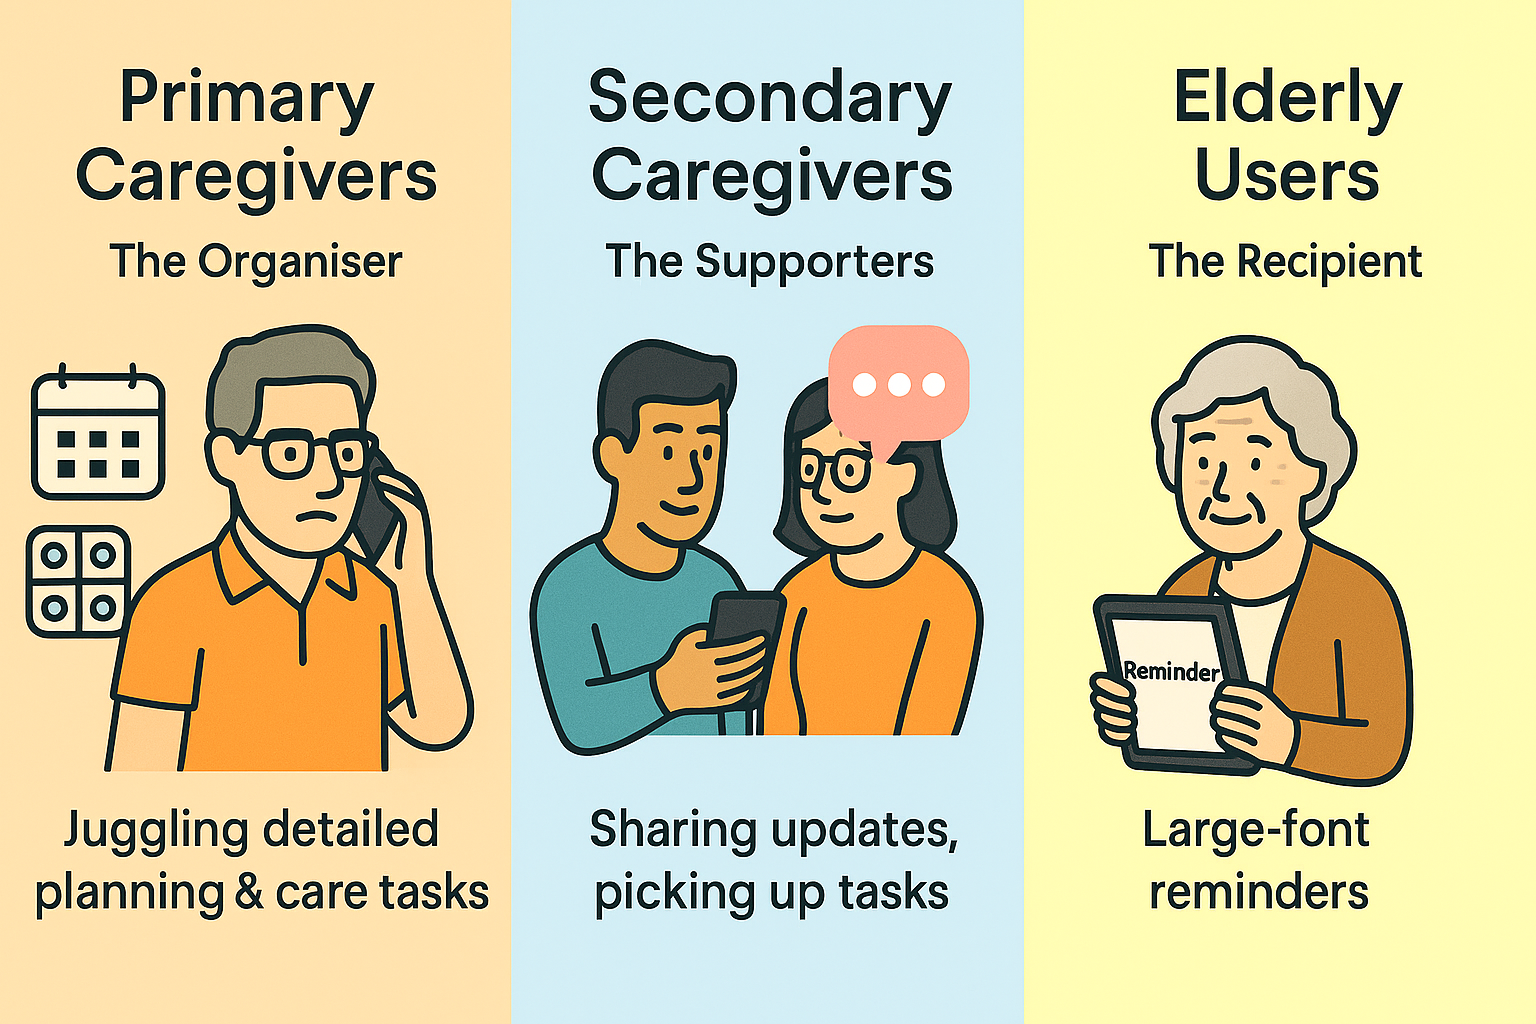 Primary
Caregivers
The Organiser
Juggling detailed
planning & care tasks
Secondary
Caregivers
The Supporters
Sharing updates,
picking up tasks
Elderly
Users
The Recipient
Reminder
Large-font
reminders